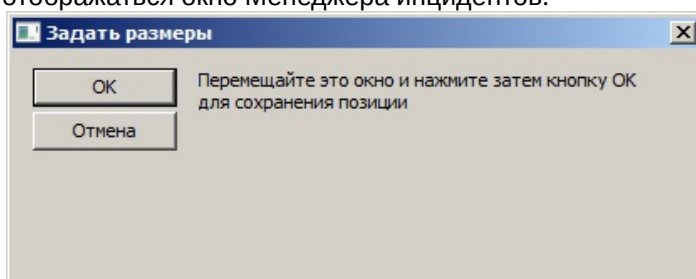 отображаться окно Менеджера инцидентов.
Задать размеры
OK
Перемещайте это окно и нажмите затем кнопку OK
для сохранения позиции
Отмена